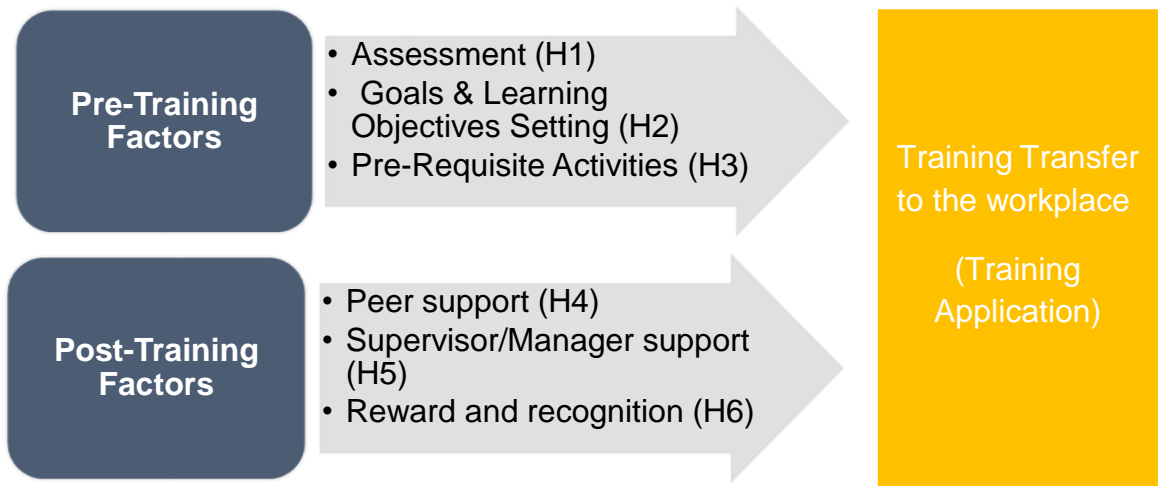 Pre-Training
Factors
• Assessment (H1)
• Goals & Learning
Objectives Setting (H2)
• Pre-Requisite Activities (H3)
Post-Training
Factors
• Peer support (H4)
• Supervisor/Manager support
(H5)
• Reward and recognition (H6)
Training Transfer
to the workplace
(Training
Application)